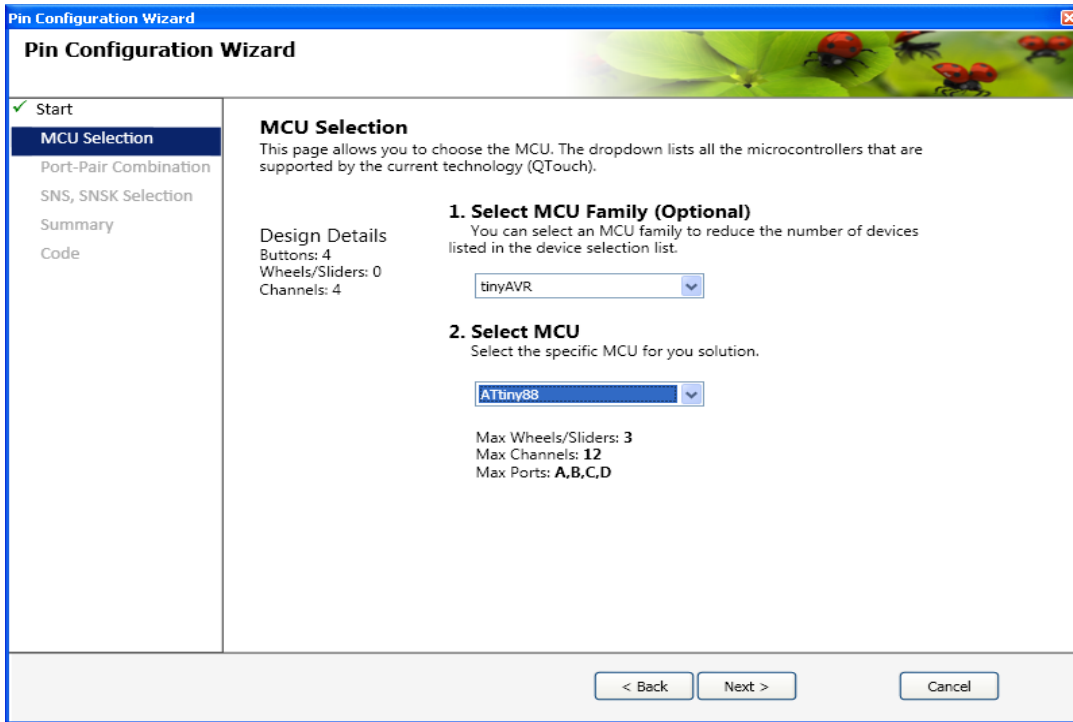 Pin Configuration Wizard
Pin Configuration Wizard
Start
MCU Selection
Port-Pair Combination
SNS, SNSK Selection
Summary
Code
MCU Selection
This page allows you to choose the MCU. The dropdown lists all the microcontrollers that are
supported by the current technology (QTouch).
Design Details
Buttons: 4
Wheels/Sliders: 0
Channels: 4
1. Select MCU Family (Optional)
You can select an MCU family to reduce the number of devices
listed in the device selection list.
tinyAVR
2. Select MCU
Select the specific MCU for you solution.
ATtiny88
Max Wheels/Sliders: 3
Max Channels: 12
Max Ports: A,B,C,D
< Back
Next >
Cancel